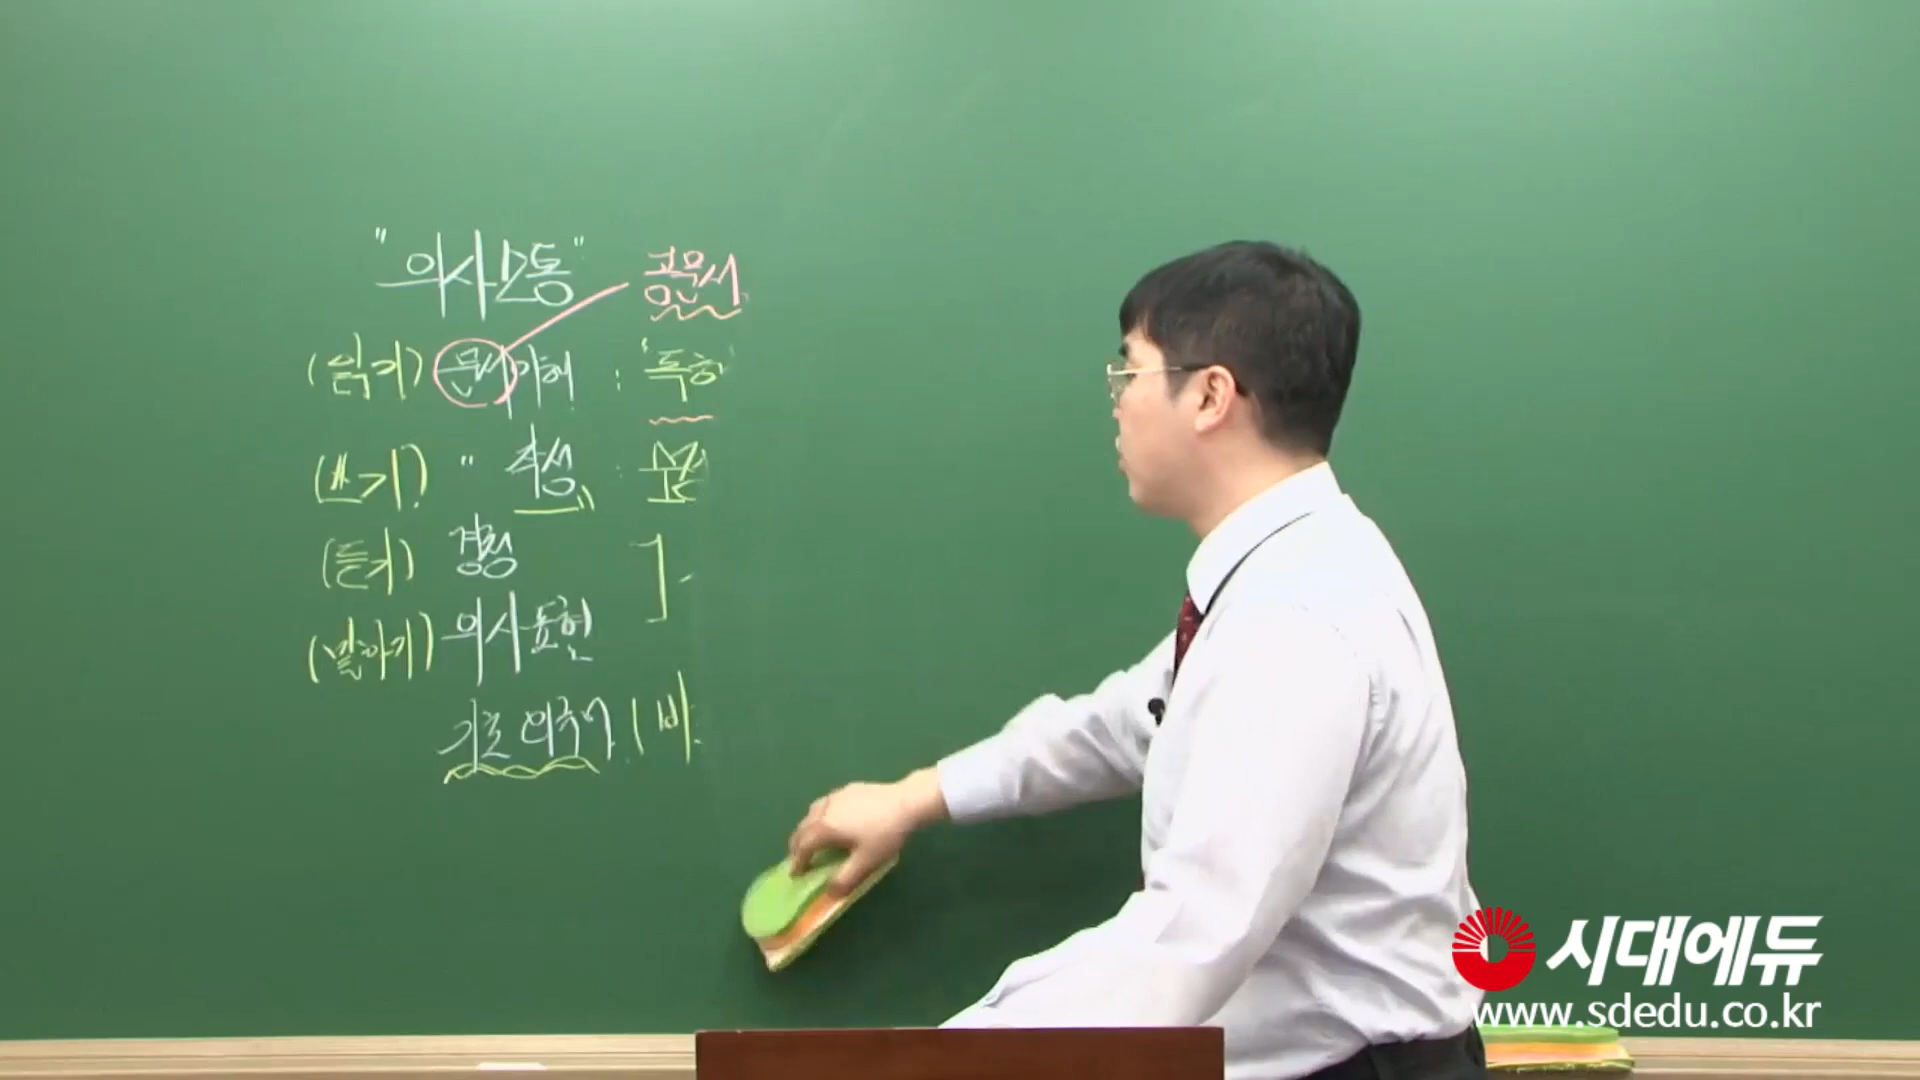 "의사소통" 공문서
(읽기) 문서이해 : '독해'
(쓰기) " 작성 :
(듣기) 경청 ]
(말하기) 의사표현
기초외국어 ( 비
시대에듀
www.sdedu.co.kr